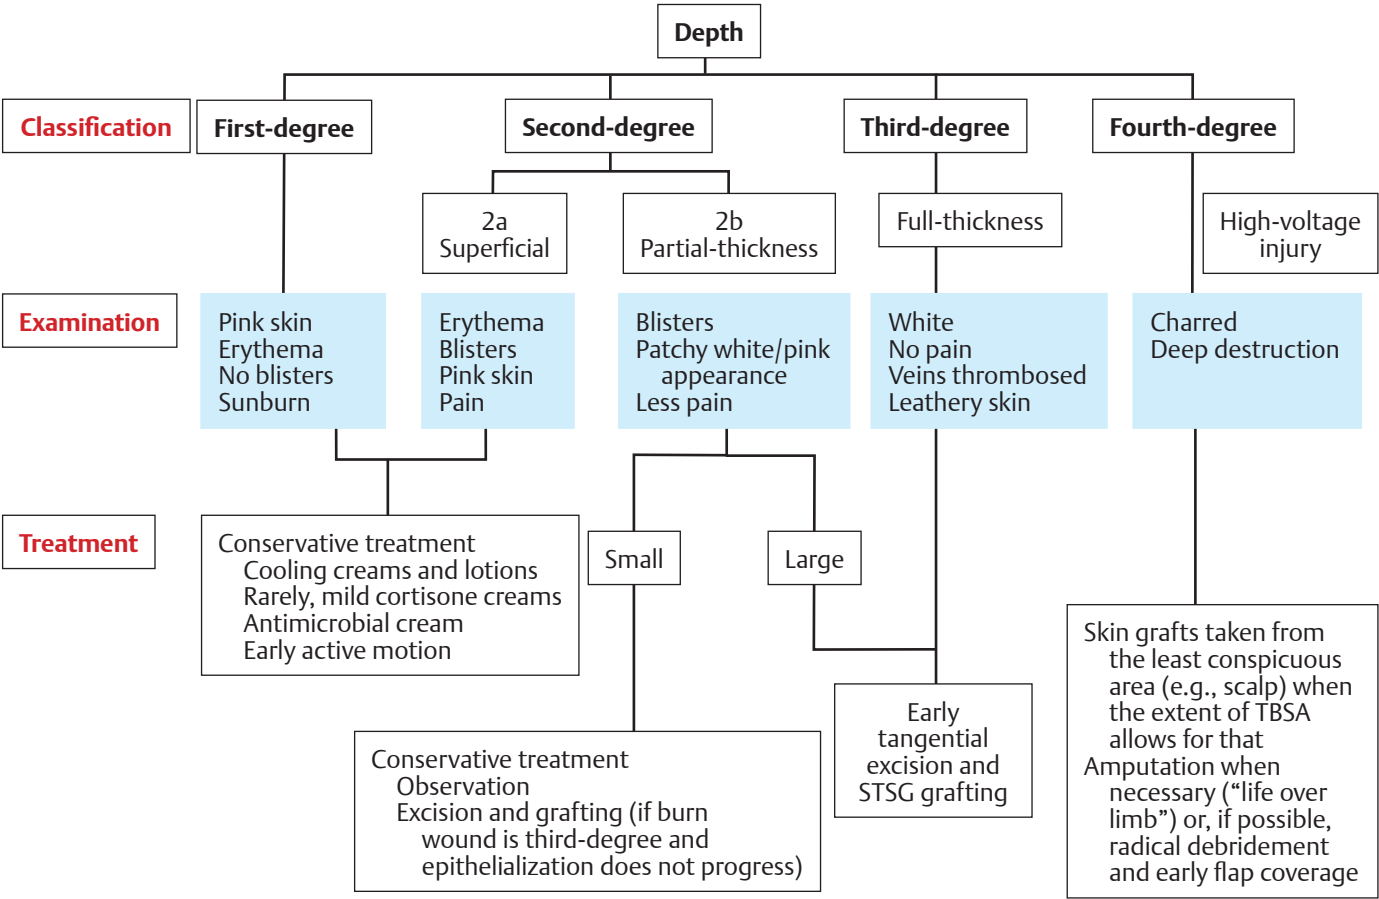 Depth
Classification
First-degree
Second-degree
Third-degree
Fourth-degree
2a
Superficial
2b
Partial-thickness
Full-thickness
High-voltage
injury
Examination
Pink skin
Erythema
No blisters
Sunburn
Erythema
Blisters
Pink skin
Pain
Blisters
Patchy white/pink
appearance
Less pain
White
No pain
Veins thrombosed
Leathery skin
Charred
Deep destruction
Treatment
Conservative treatment
Cooling creams and lotions
Rarely, mild cortisone creams
Antimicrobial cream
Early active motion
Small
Large
Conservative treatment
Observation
Excision and grafting (if burn
wound is third-degree and
epithelialization does not progress)
Early
tangential
excision and
STSG grafting
Skin grafts taken from
the least conspicuous
area (e.g., scalp) when
the extent of TBSA
allows for that
Amputation when
necessary (“life over
limb”) or, if possible,
radical debridement
and early flap coverage